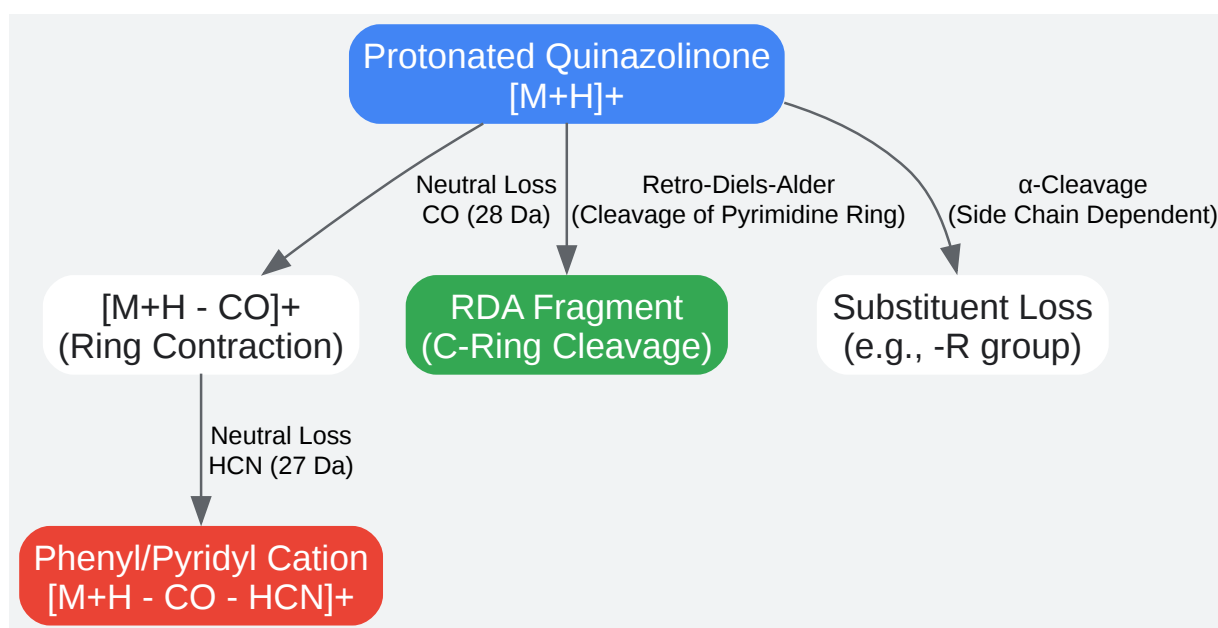 Protonated Quinazolinone
[M+H]+
Neutral Loss
CO (28 Da)
Retro-Diels-Alder
(Cleavage of Pyrimidine Ring)
α-Cleavage
(Side Chain Dependent)
[M+H - CO]+
(Ring Contraction)
RDA Fragment
(C-Ring Cleavage)
Substituent Loss
(e.g., -R group)
Neutral Loss
HCN (27 Da)
Phenyl/Pyridyl Cation
[M+H - CO - HCN]+